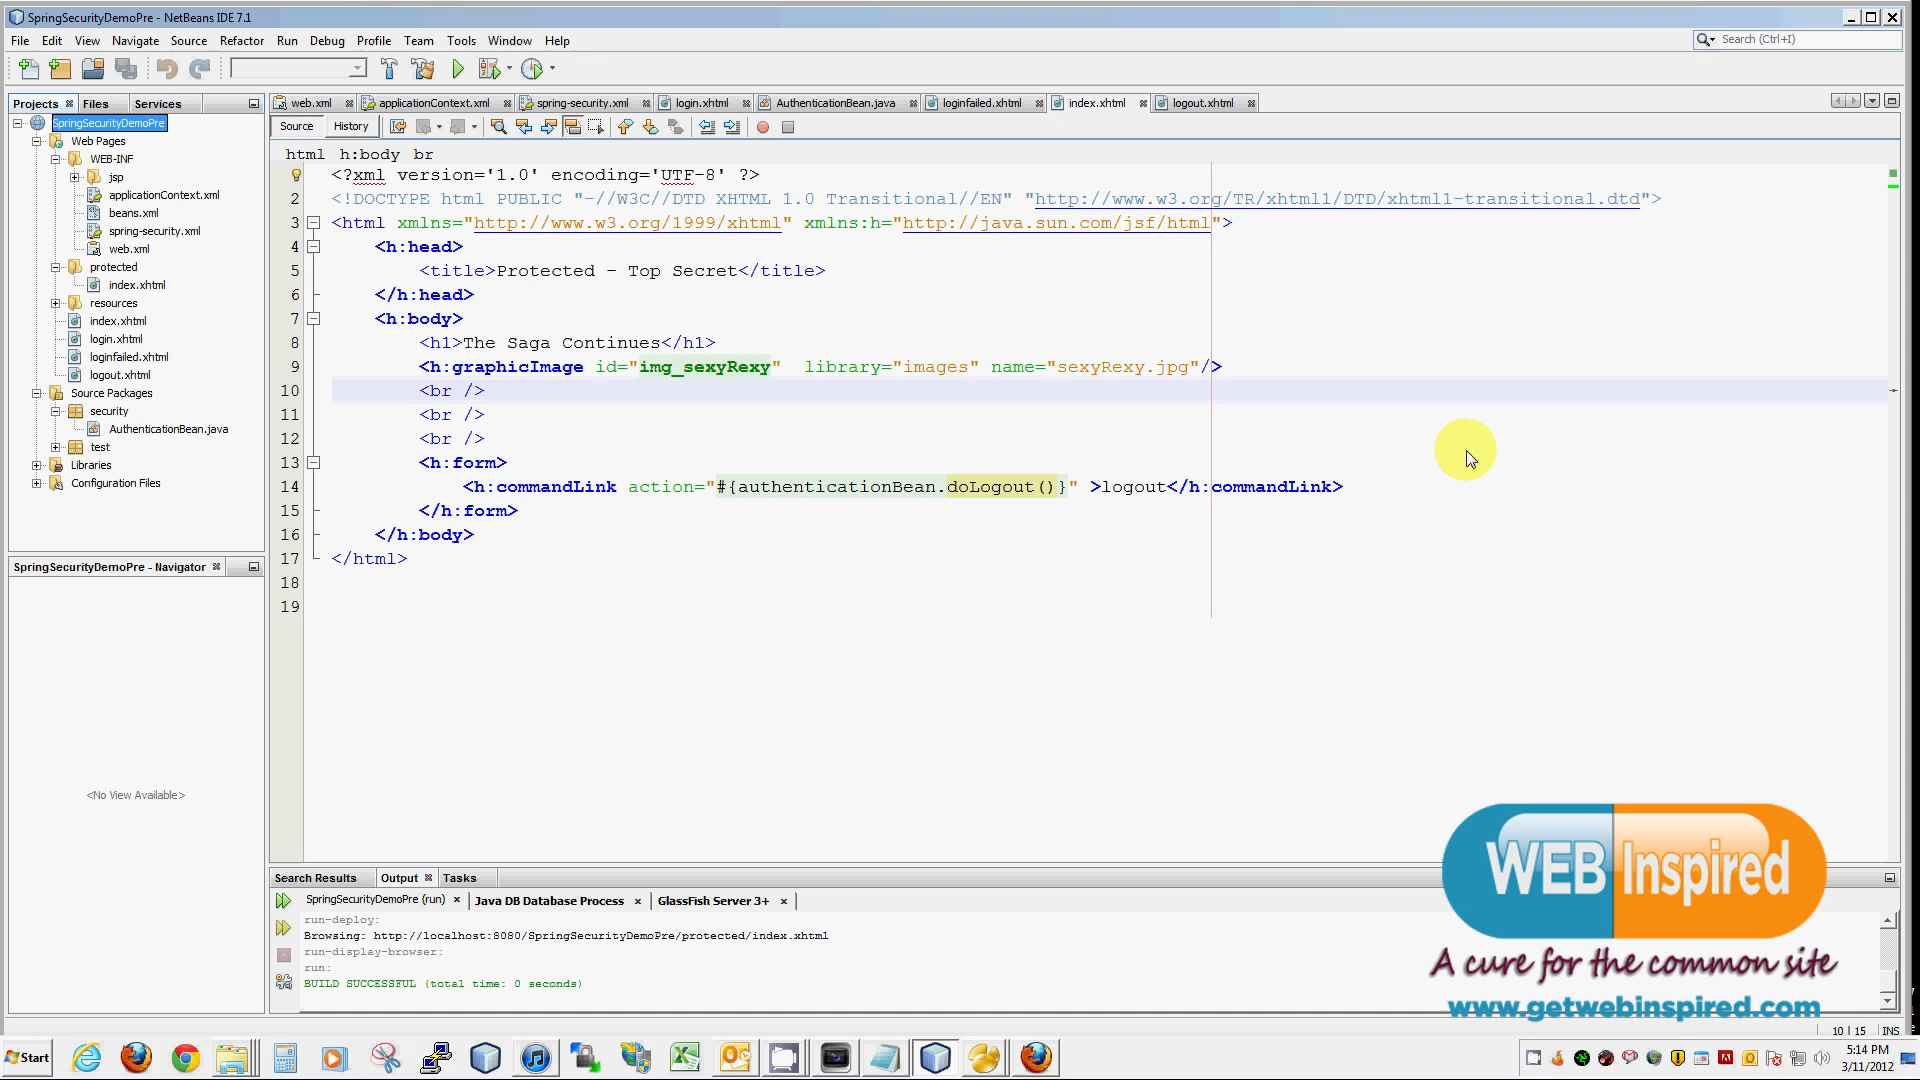 SpringSecurityDemoPre - NetBeans IDE 7.1
File Edit View Navigate Source Refactor Run Debug Profile Team Tools Window Help
Search (Ctrl+I)
Projects Files Services
web.xml applicationContext.xml spring-security.xml login.xhtml AuthenticationBean.java loginfailed.xhtml index.xhtml logout.xhtml
SpringSecurityDemoPre
Web Pages
WEB-INF
jsp
applicationContext.xml
beans.xml
spring-security.xml
web.xml
protected
index.xhtml
resources
index.xhtml
login.xhtml
loginfailed.xhtml
logout.xhtml
Source Packages
security
AuthenticationBean.java
test
Libraries
Configuration Files
SpringSecurityDemoPre - Navigator
<No View Available>
Source History
html h:body br
<?xml version='1.0' encoding='UTF-8' ?>
2 <!DOCTYPE html PUBLIC "-//W3C//DTD XHTML 1.0 Transitional//EN" "http://www.w3.org/TR/xhtml1/DTD/xhtml1-transitional.dtd">
3 <html xmlns="http://www.w3.org/1999/xhtml" xmlns:h="http://java.sun.com/jsf/html">
4 <h:head>
5 <title>Protected - Top Secret</title>
6 </h:head>
7 <h:body>
8 <h1>The Saga Continues</h1>
9 <h:graphicImage id="img_sexyRexy" library="images" name="sexyRexy.jpg"/>
10 <br />
11 <br />
12 <br />
13 <h:form>
14 <h:commandLink action="#{authenticationBean.doLogout()}" >logout</h:commandLink>
15 </h:form>
16 </h:body>
17 </html>
18
19
Search Results Output Tasks
SpringSecurityDemoPre (run) Java DB Database Process GlassFish Server 3+
run-deploy:
Browsing: http://localhost:8080/SpringSecurityDemoPre/protected/index.xhtml
run-display-browser:
run:
BUILD SUCCESSFUL (total time: 0 seconds)
WEB Inspired
A cure for the common site
www.getwebinspired.com
10 | 15 INS
Start
5:14 PM
3/11/2012